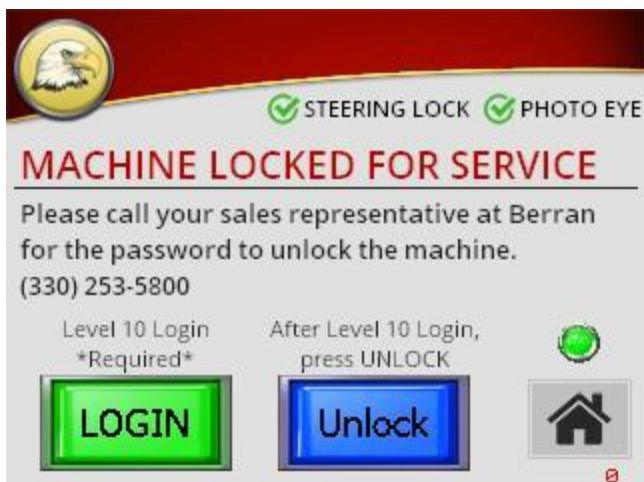 STEERING LOCK PHOTO EYE
MACHINE LOCKED FOR SERVICE
Please call your sales representative at Berran
for the password to unlock the machine.
(330) 253-5800
Level 10 Login
*Required*
After Level 10 Login,
press UNLOCK
LOGIN
Unlock
0